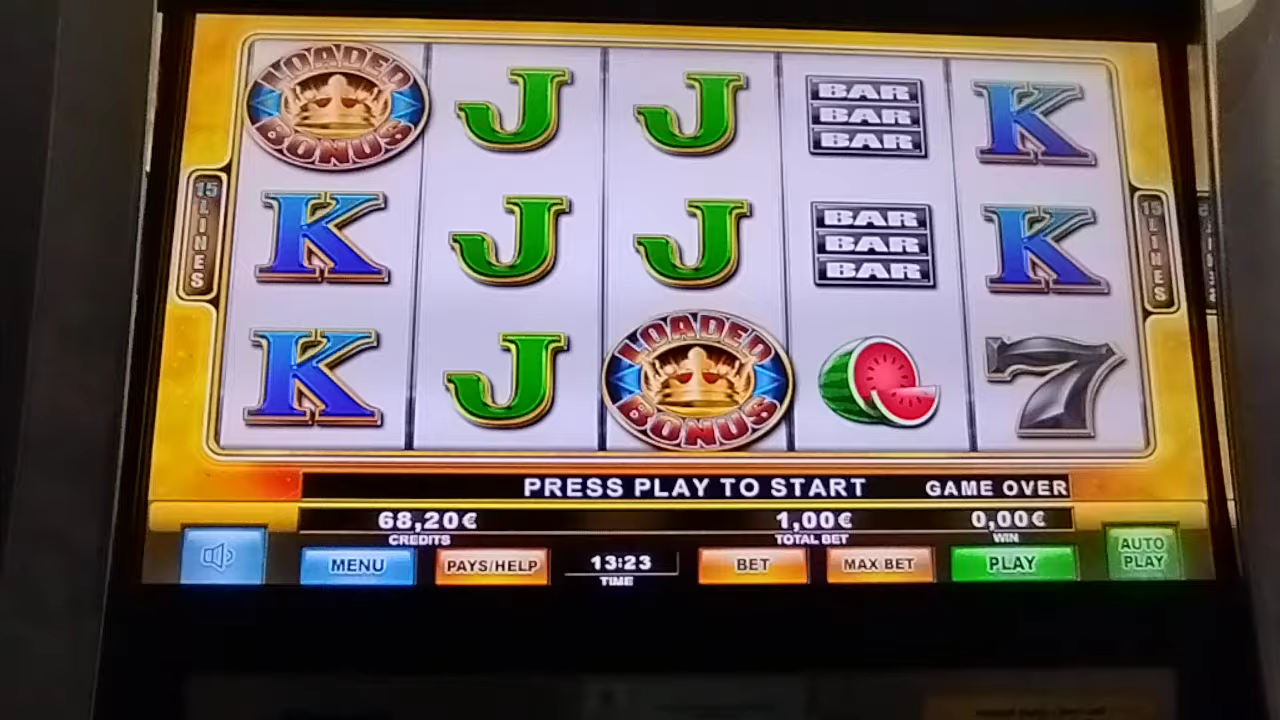 LOADED BONUS
J
J
BAR BAR BAR
K
15 LINES
K
J
J
BAR BAR BAR
K
15 LINES
K
J
LOADED BONUS
7
PRESS PLAY TO START
GAME OVER
68,20€
1,00€
0,00€
CREDITS
TOTAL BET
WIN
MENU
PAYS/HELP
13:23
TIME
BET
MAX BET
PLAY
AUTO PLAY